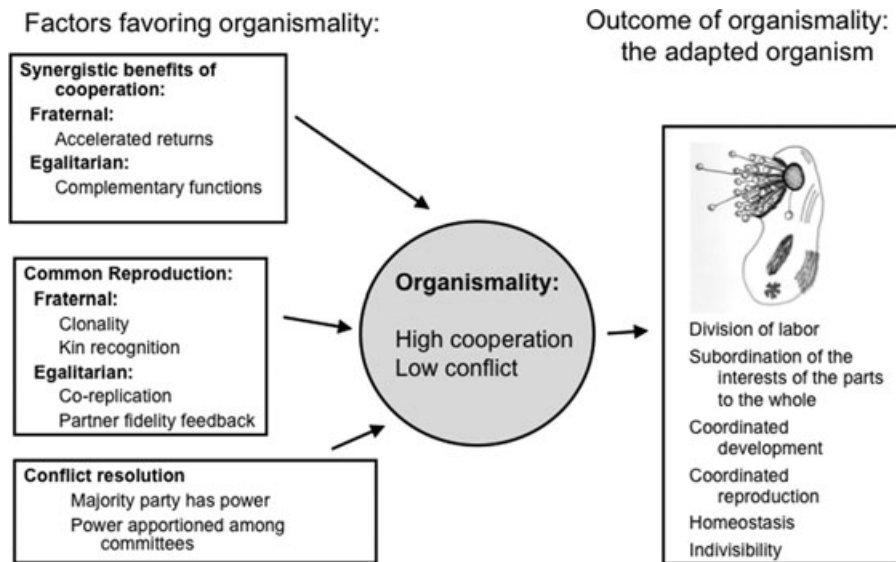 Factors favoring organismality:
Synergistic benefits of
cooperation:
Fraternal:
Accelerated returns
Egalitarian:
Complementary functions
Common Reproduction:
Fraternal:
Clonality
Kin recognition
Egalitarian:
Co-replication
Partner fidelity feedback
Conflict resolution
Majority party has power
Power apportioned among
committees
Organismality:
High cooperation
Low conflict
Outcome of organismality:
the adapted organism
Division of labor
Subordination of the
interests of the parts
to the whole
Coordinated
development
Coordinated
reproduction
Homeostasis
Indivisibility